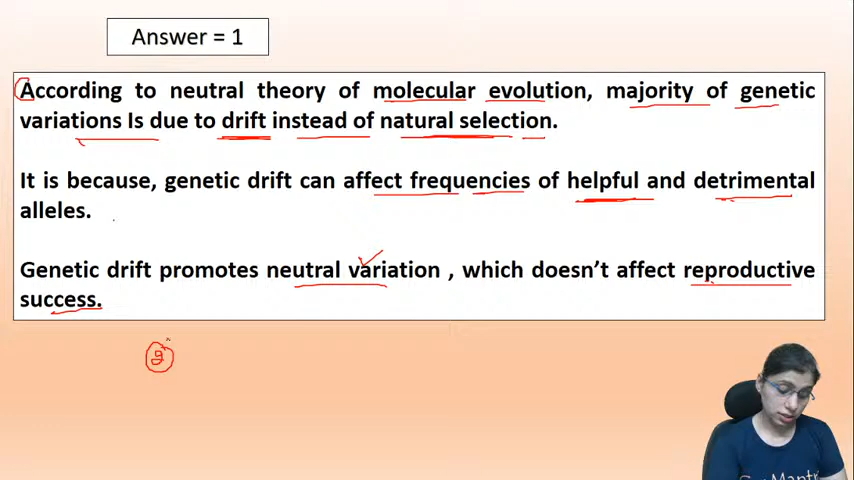 Answer = 1
According to neutral theory of molecular evolution, majority of genetic
variations Is due to drift instead of natural selection.
It is because, genetic drift can affect frequencies of helpful and detrimental
alleles.
Genetic drift promotes neutral variation , which doesn't affect reproductive
success.